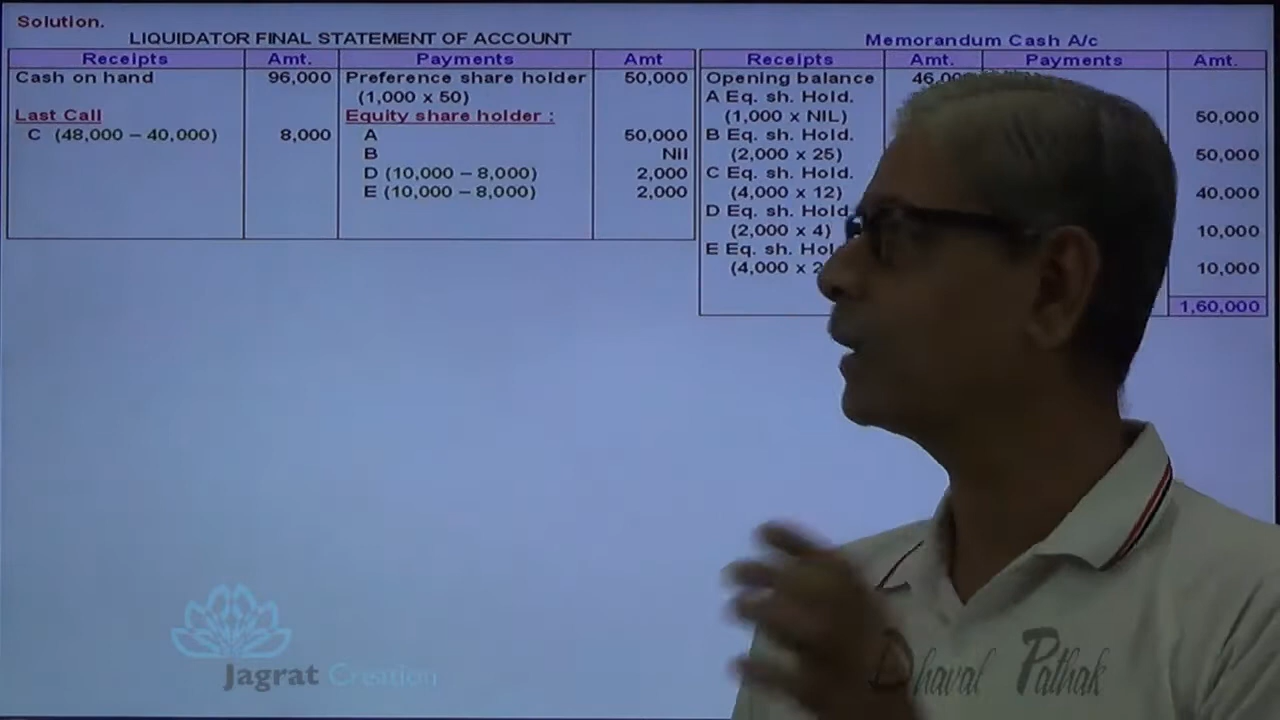 Solution.
LIQUIDATOR FINAL STATEMENT OF ACCOUNT
Receipts Amt. Payments Amt
Cash on hand 96,000 Preference share holder 50,000
(1,000 x 50)
Last Call Equity share holder :
C (48,000 – 40,000) 8,000 A 50,000
B Nil
D (10,000 – 8,000) 2,000
E (10,000 – 8,000) 2,000
Memorandum Cash A/c
Receipts Amt. Payments Amt.
Opening balance
A Eq. sh. Hold.
(1,000 x NIL) 50,000
B Eq. sh. Hold.
(2,000 x 25) 50,000
C Eq. sh. Hold.
(4,000 x 12) 40,000
D Eq. sh. Hold
(2,000 x 4) 10,000
E Eq. sh.
(4,000 x 10,000
1,60,000
Jagrat Creation
Dhaval Pathak